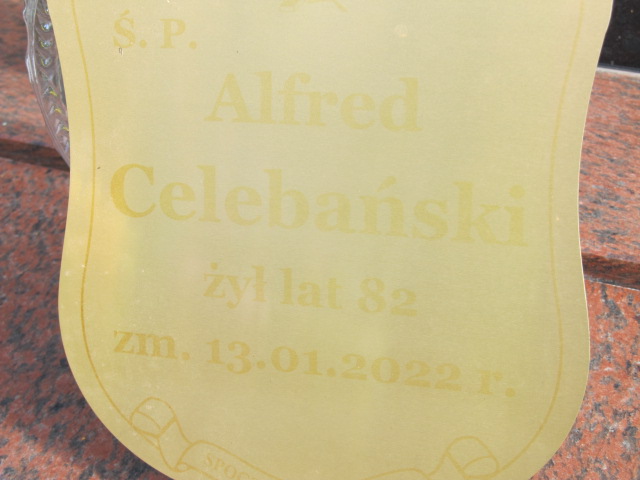 Ś. P.
Alfred
Celebański
żył lat 82
zm. 13.01.2022 r.